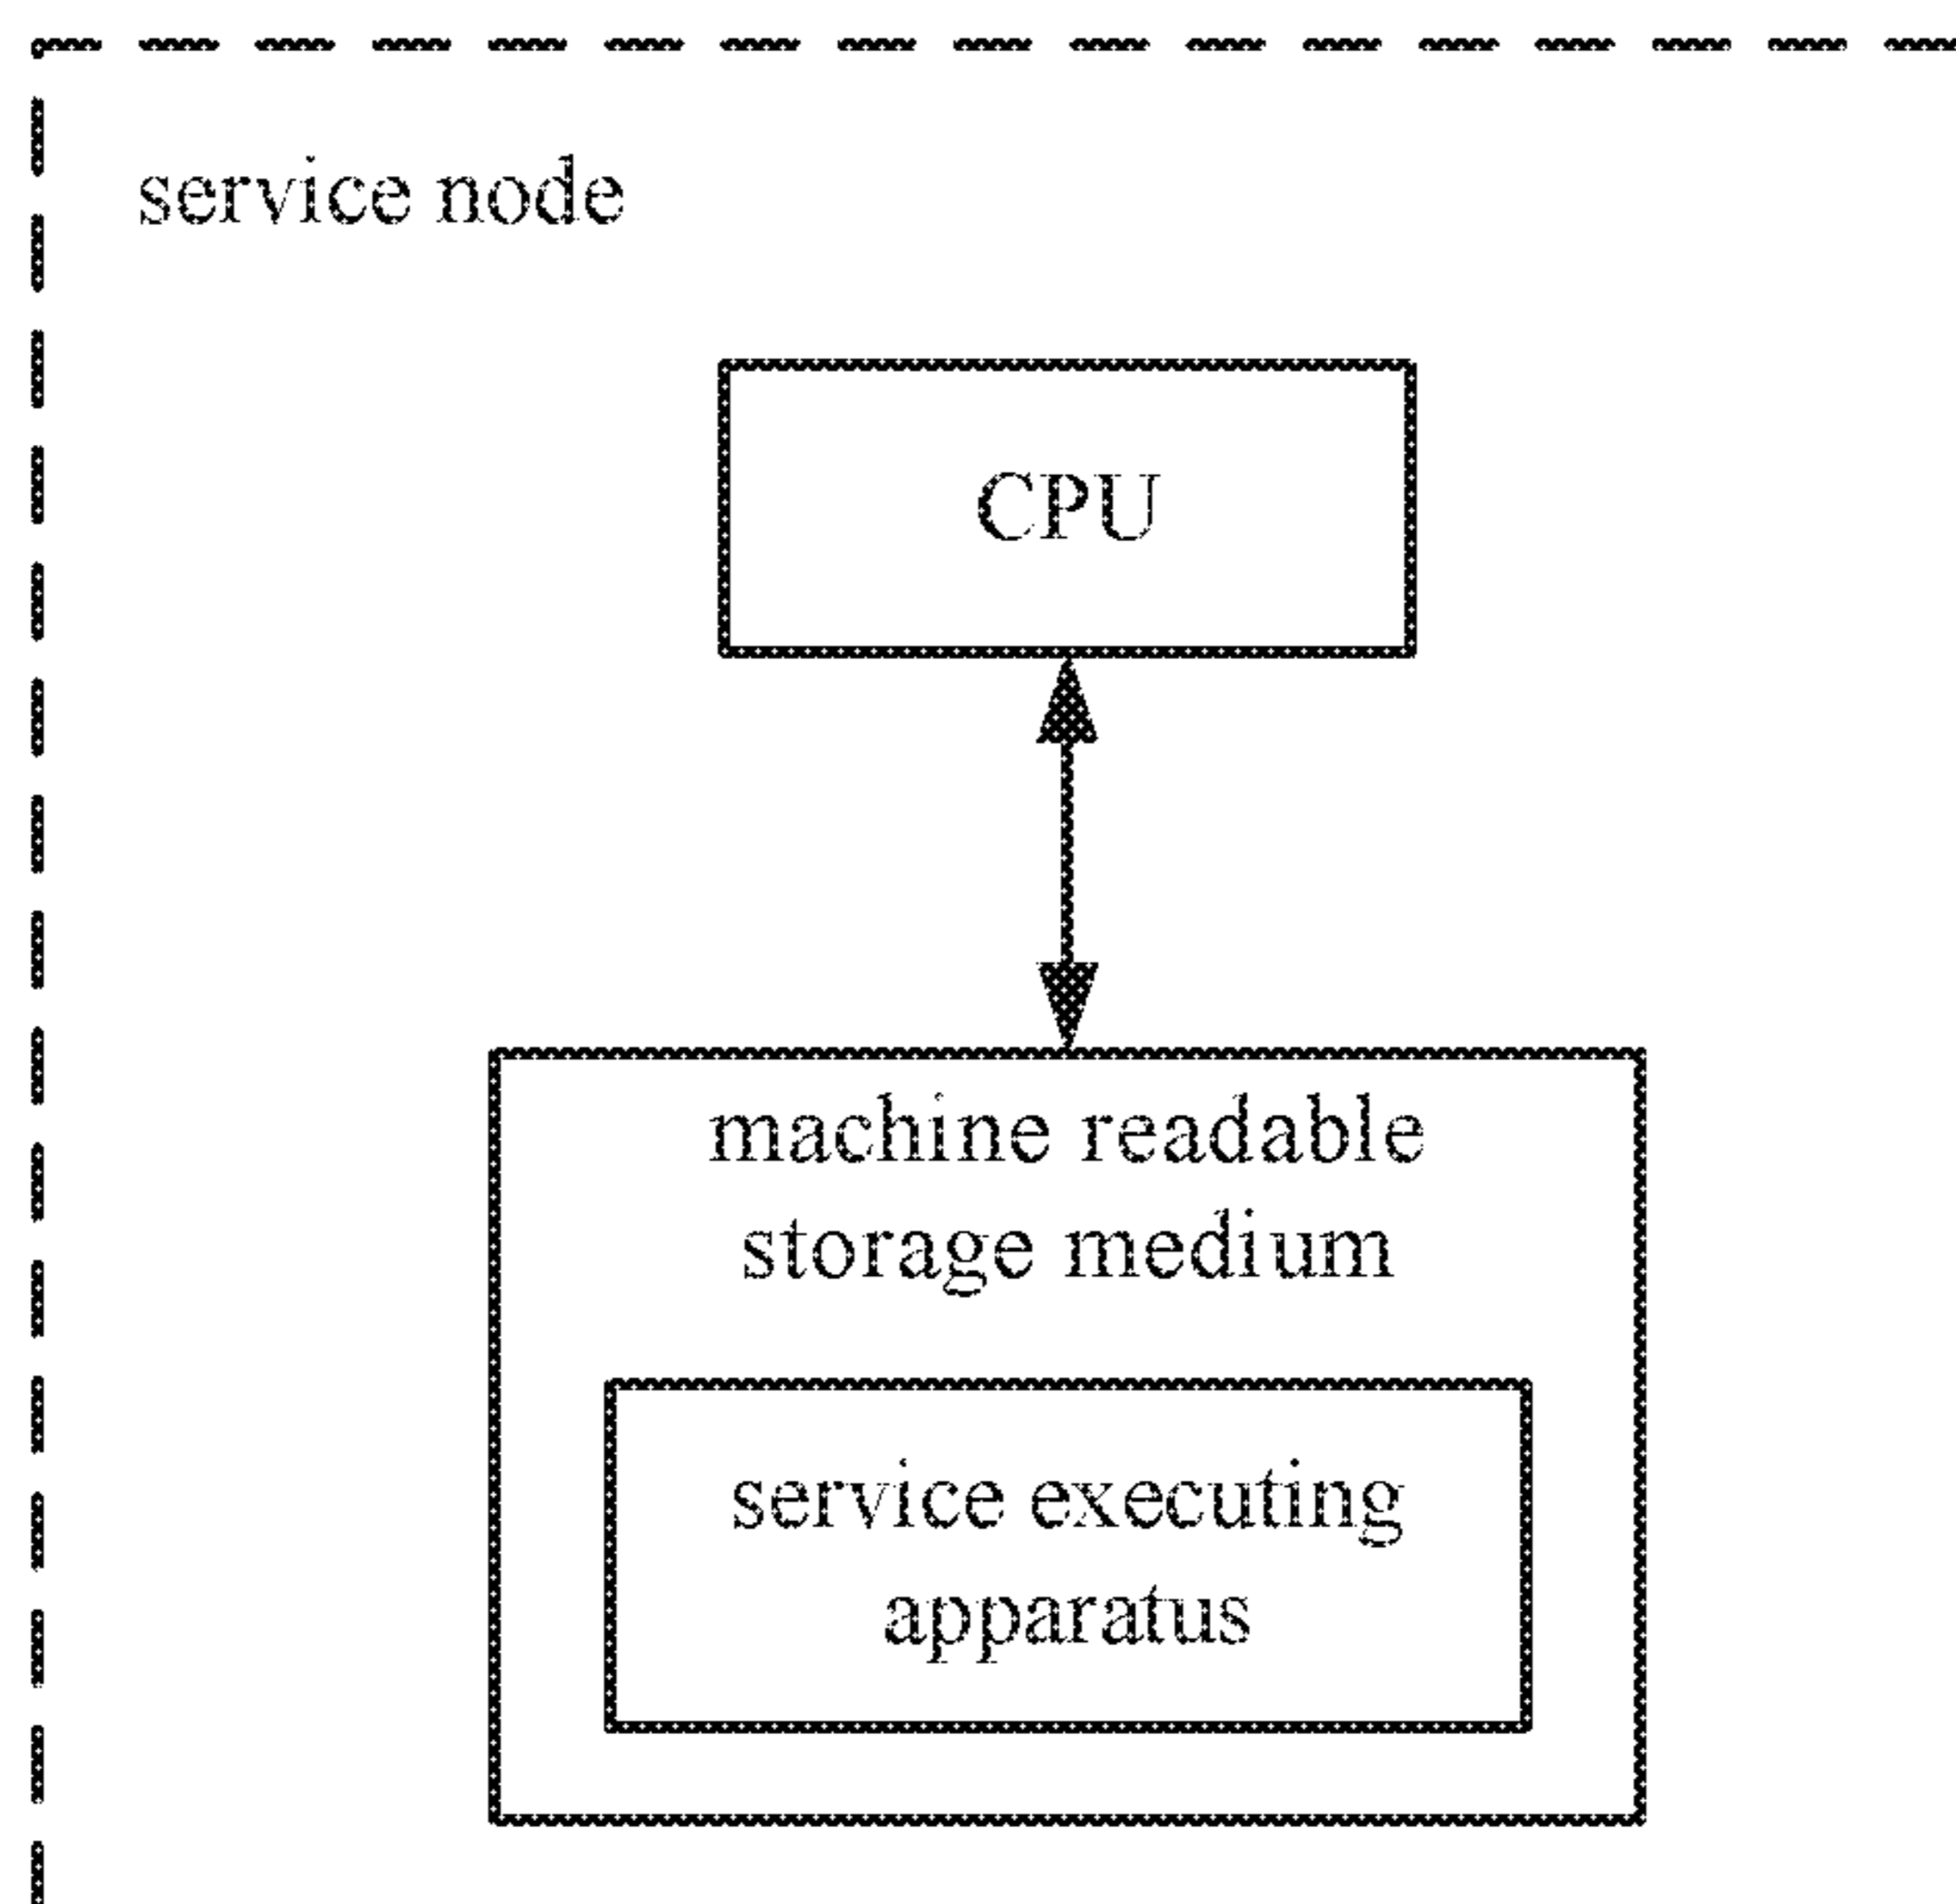 service node
CPU
machine readable
storage medium
service executing
apparatus